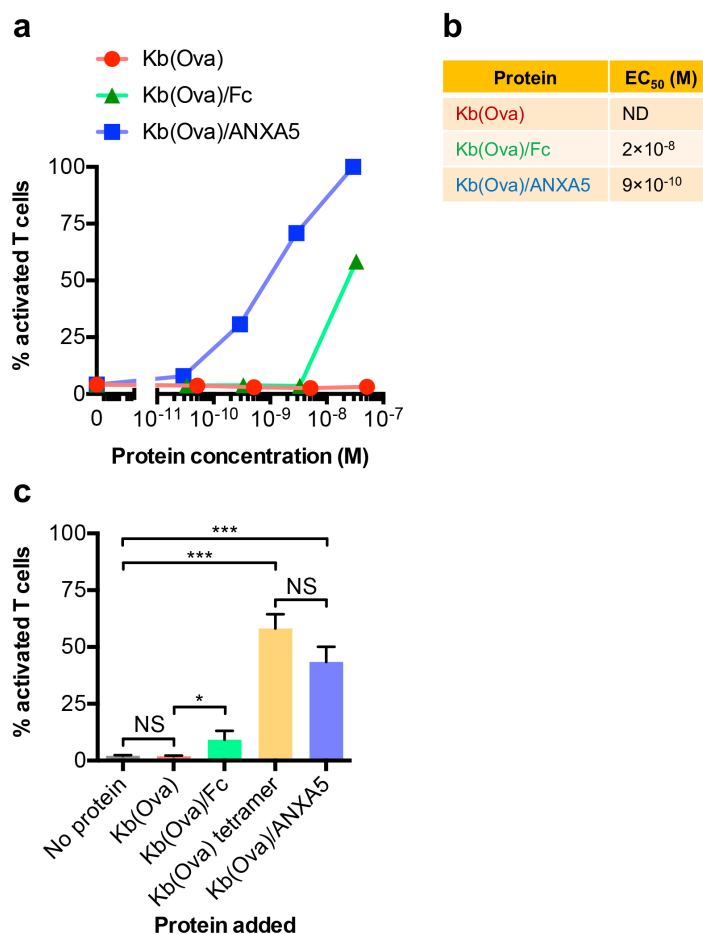 a
Kb(Ova)
Kb(Ova)/Fc
Kb(Ova)/ANXA5
100
75
50
25
0
% activated T cells
0 10⁻¹¹ 10⁻¹⁰ 10⁻⁹ 10⁻⁸ 10⁻⁷
Protein concentration (M)
b
Protein EC₅₀ (M)
Kb(Ova) ND
Kb(Ova)/Fc 2×10⁻⁸
Kb(Ova)/ANXA5 9×10⁻¹⁰
c
100
75
50
25
0
% activated T cells
***
***
NS
*
NS
No protein
Kb(Ova)
Kb(Ova)/Fc
Kb(Ova) tetramer
Kb(Ova)/ANXA5
Protein added